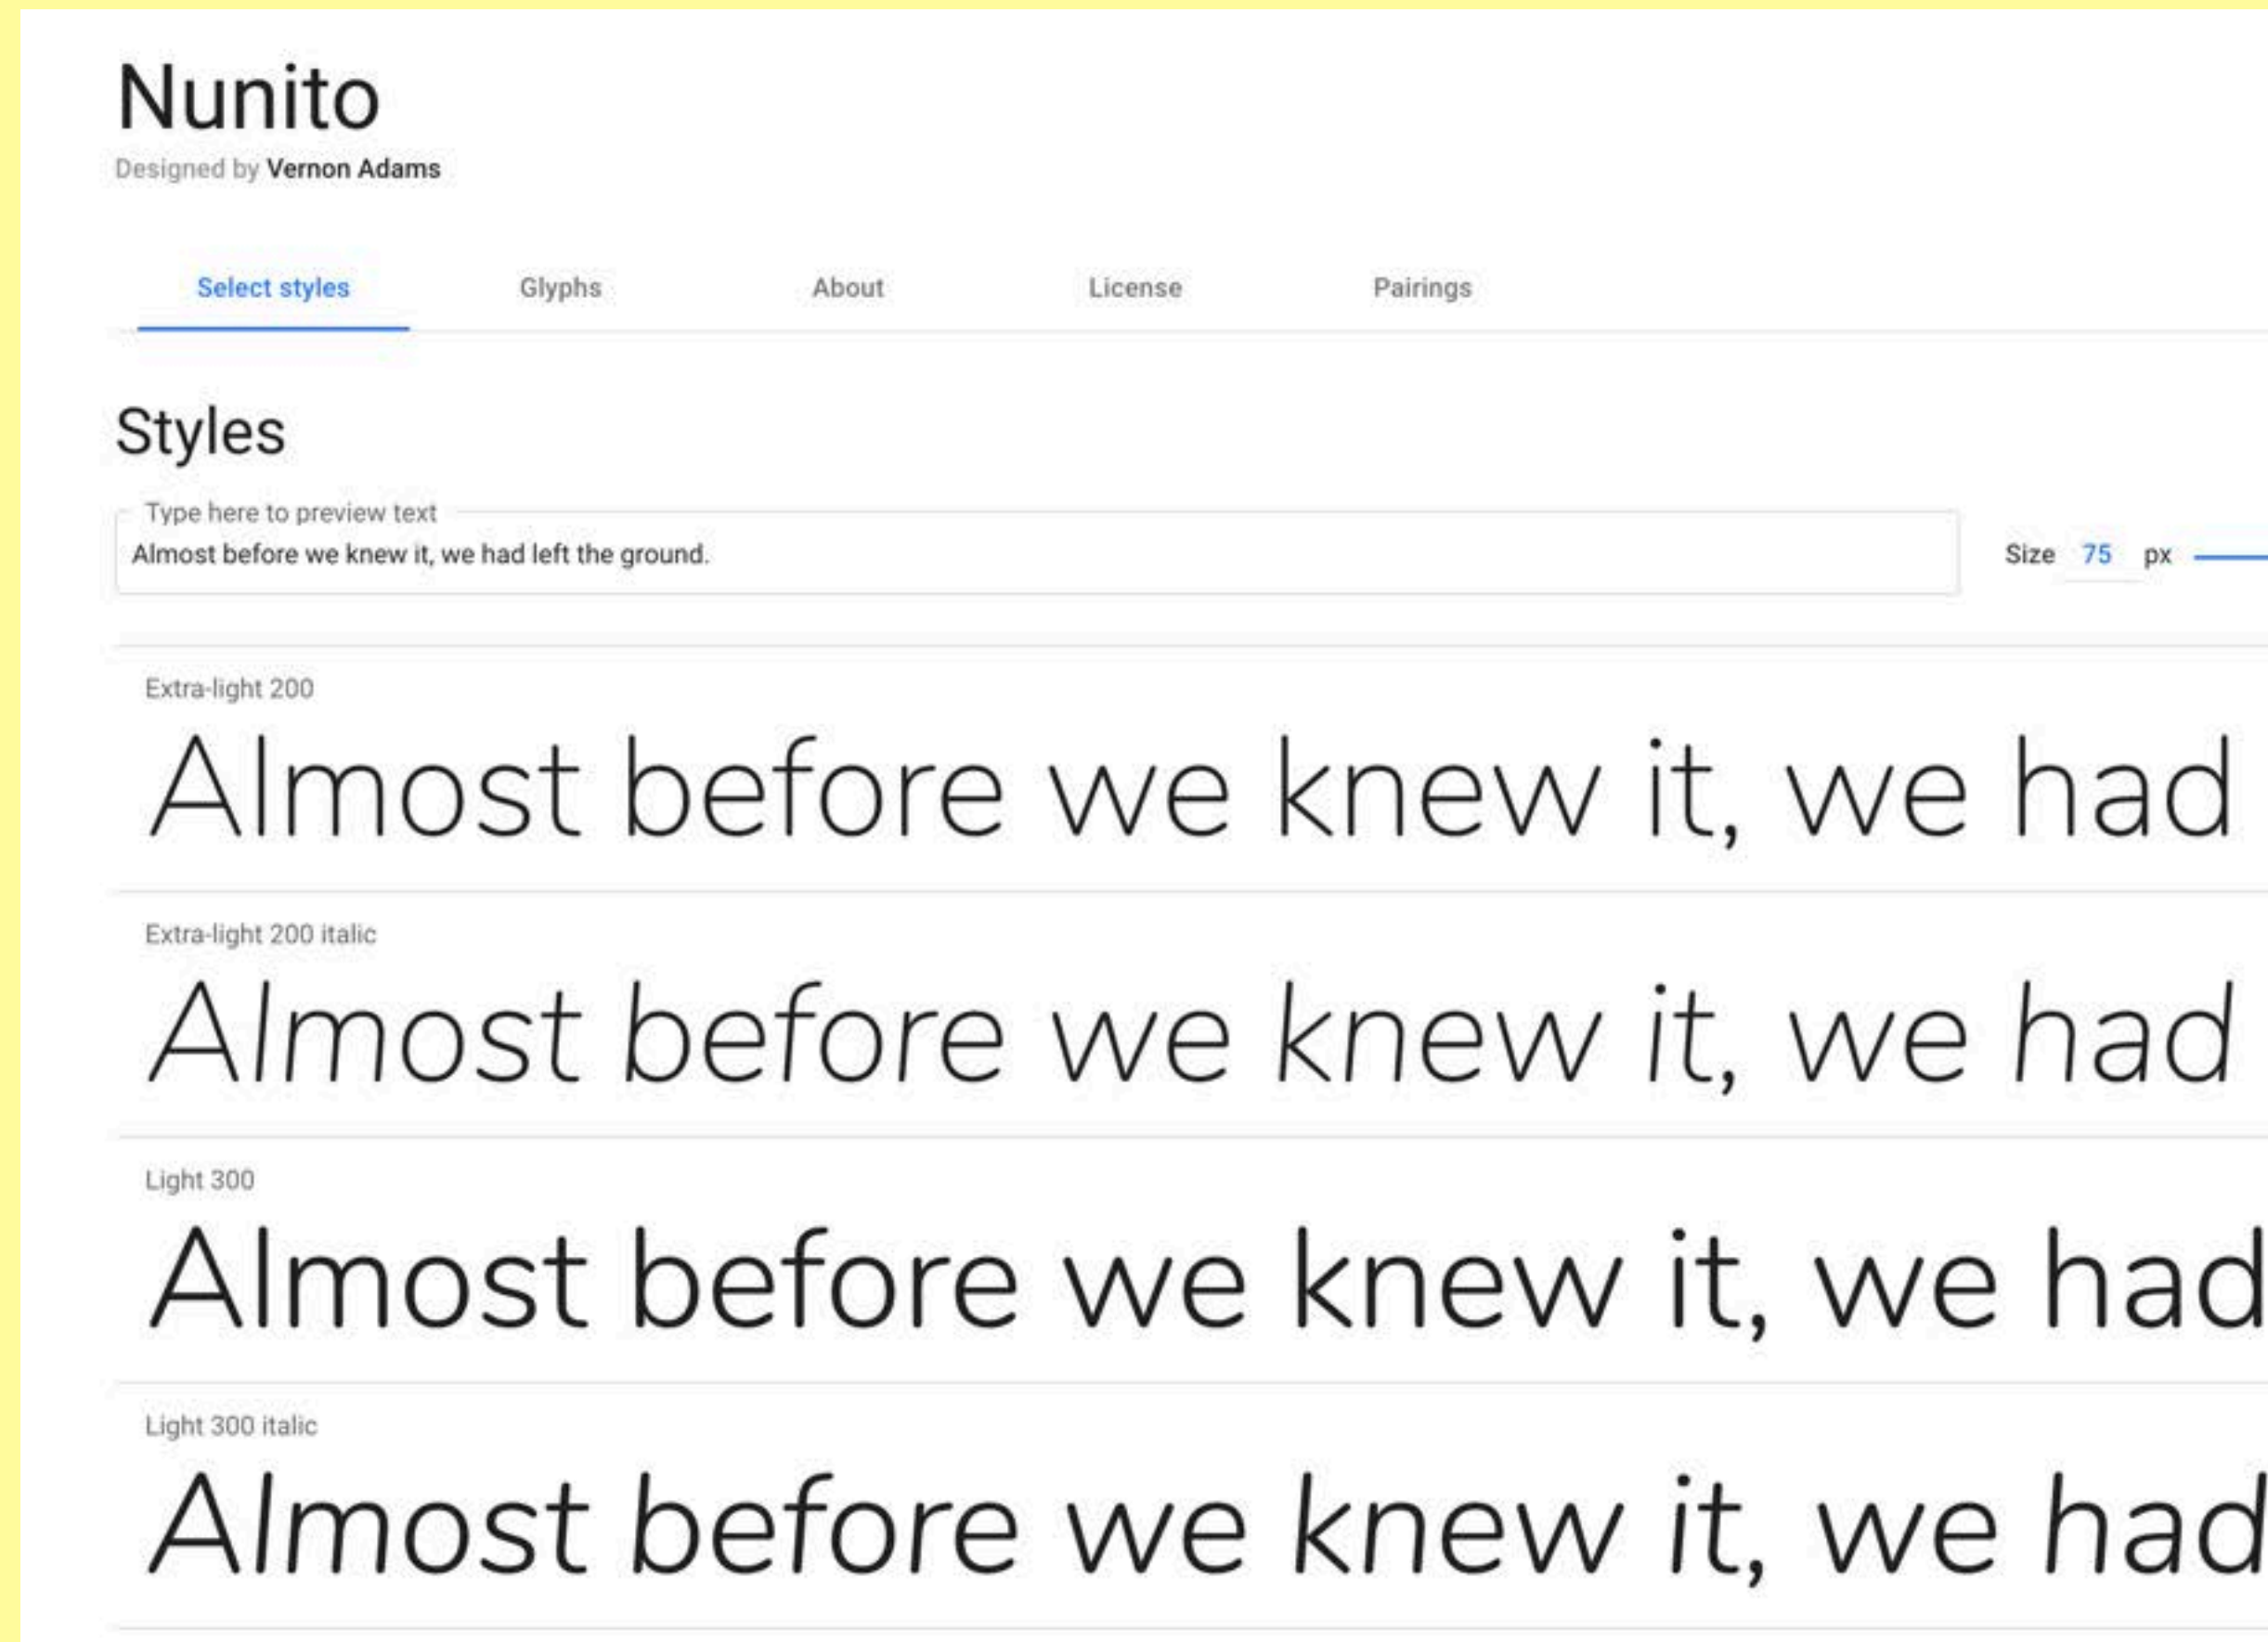 Nunito
Designed by Vernon Adams
Select styles Glyphs About License Pairings
Styles
Type here to preview text
Almost before we knew it, we had left the ground.
Size 75 px
Extra-light 200
Almost before we knew it, we had
Extra-light 200 italic
Almost before we knew it, we had
Light 300
Almost before we knew it, we had
Light 300 italic
Almost before we knew it, we had